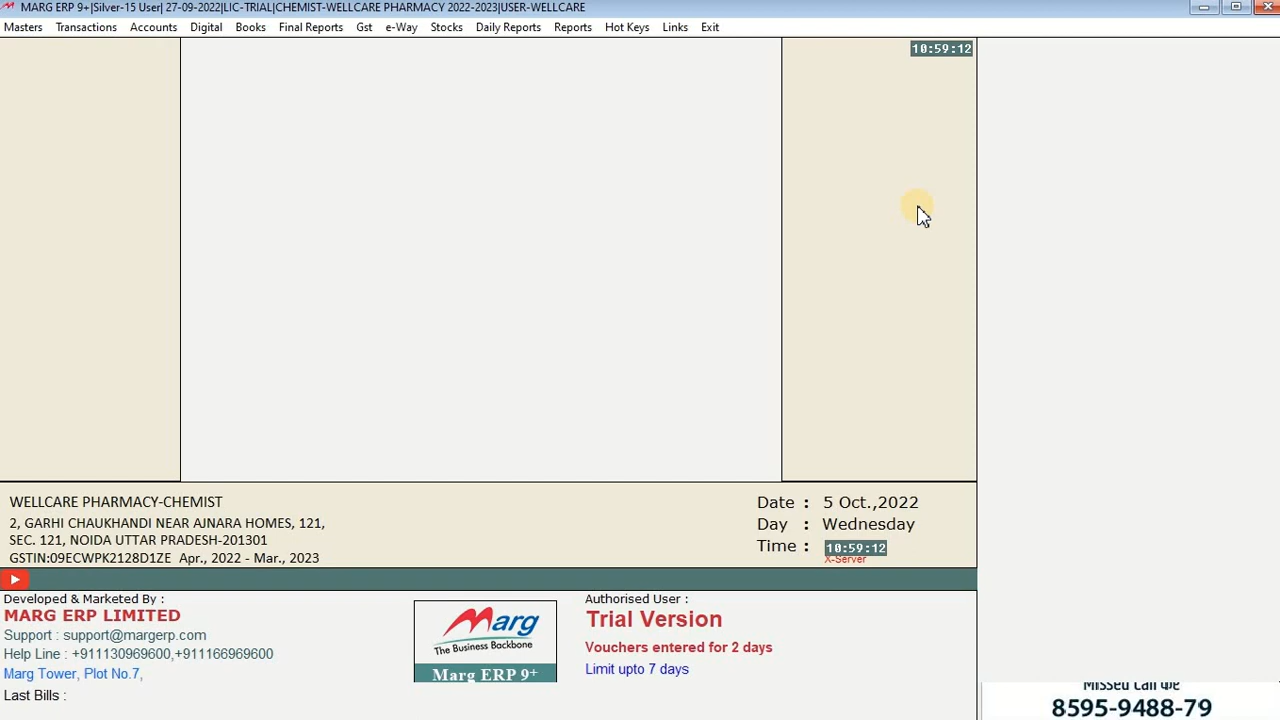 MARG ERP 9+|Silver-15 User| 27-09-2022|LIC-TRIAL|CHEMIST-WELLCARE PHARMACY 2022-2023|USER-WELLCARE
Masters Transactions Accounts Digital Books Final Reports Gst e-Way Stocks Daily Reports Reports Hot Keys Links Exit
10:59:12
WELLCARE PHARMACY-CHEMIST
2, GARHI CHAUKHANDI NEAR AJNARA HOMES, 121,
SEC. 121, NOIDA UTTAR PRADESH-201301
GSTIN:09ECWPK2128D1ZE Apr., 2022 - Mar., 2023
Date : 5 Oct.,2022
Day : Wednesday
Time : 10:59:12
X-Server
Developed & Marketed By :
MARG ERP LIMITED
Support : support@margerp.com
Help Line : +911130969600,+911166969600
Marg Tower, Plot No.7,
Last Bills :
Marg
The Business Backbone
Marg ERP 9+
Authorised User :
Trial Version
Vouchers entered for 2 days
Limit upto 7 days
Missed Call करे
8595-9488-79